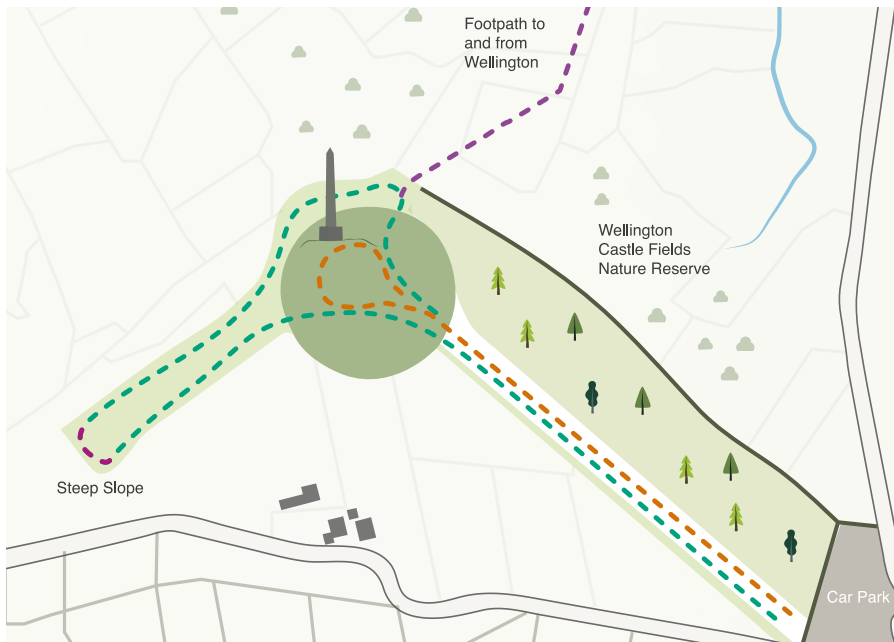 Footpath to
and from
Wellington
Wellington
Castle Fields
Nature Reserve
Steep Slope
Car Park